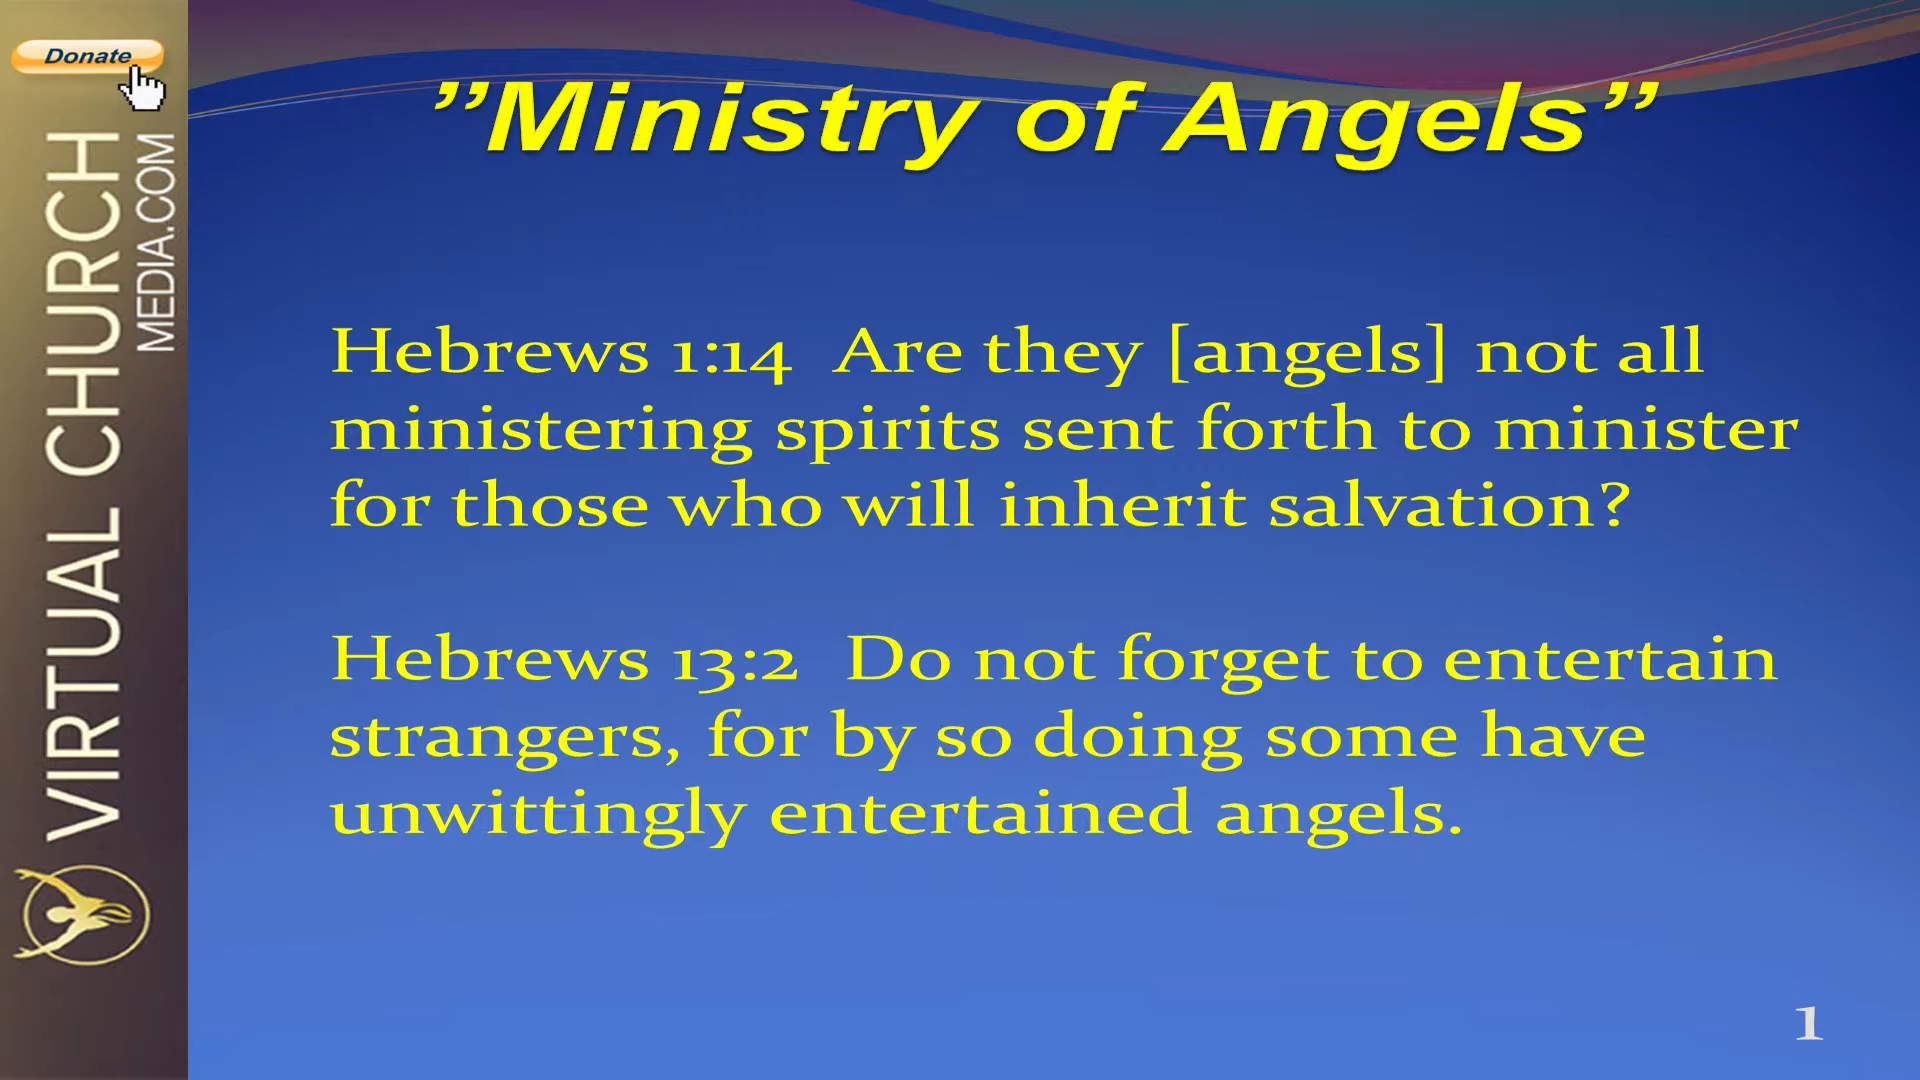 Donate
VIRTUAL CHURCH
MEDIA.COM
”Ministry of Angels”
Hebrews 1:14  Are they [angels] not all
ministering spirits sent forth to minister
for those who will inherit salvation?
Hebrews 13:2  Do not forget to entertain
strangers, for by so doing some have
unwittingly entertained angels.
1